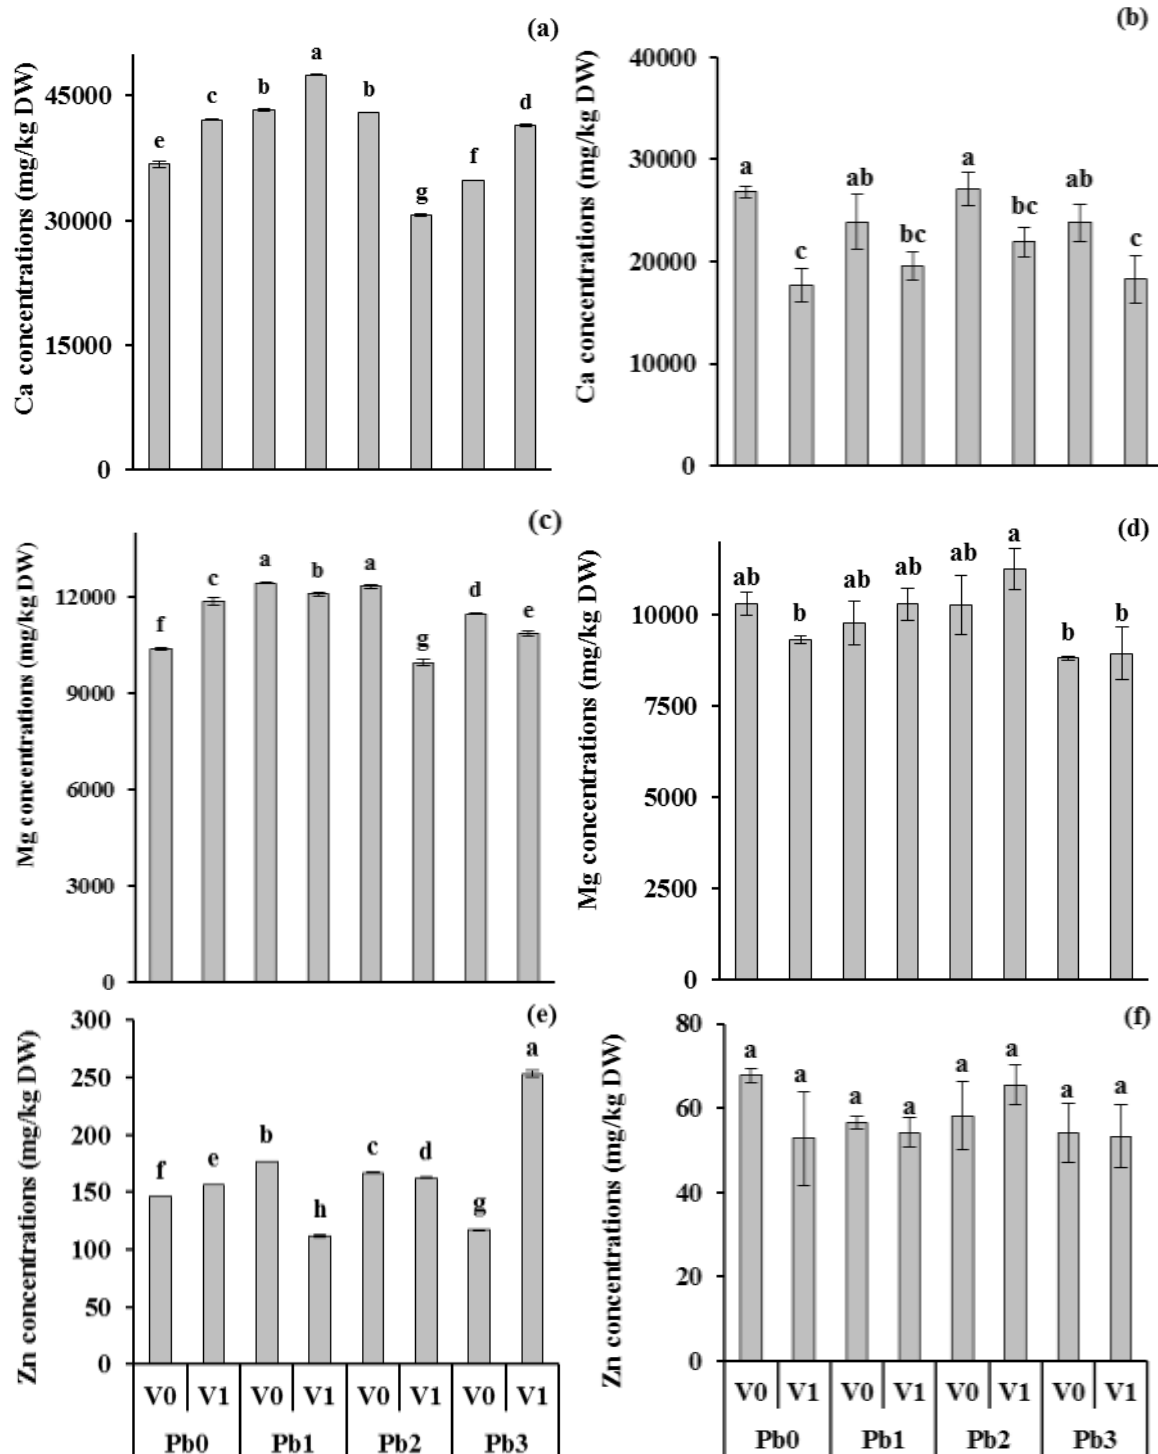 (a)
Ca concentrations (mg/kg DW)
45000
30000
15000
0
e
c
b
a
b
g
f
d
(b)
Ca concentrations (mg/kg DW)
40000
30000
20000
10000
0
a
c
ab
bc
a
bc
ab
c
(c)
Mg concentrations (mg/kg DW)
12000
9000
6000
3000
0
f
c
a
b
a
g
d
e
(d)
Mg concentrations (mg/kg DW)
10000
7500
5000
2500
0
ab
b
ab
ab
ab
a
b
b
(e)
Zn concentrations (mg/kg DW)
300
250
200
150
100
50
0
f
e
b
h
c
d
g
a
V0 V1 V0 V1 V0 V1 V0 V1
Pb0 Pb1 Pb2 Pb3
(f)
Zn concentrations (mg/kg DW)
80
60
40
20
0
a
a
a
a
a
a
a
a
V0 V1 V0 V1 V0 V1 V0 V1
Pb0 Pb1 Pb2 Pb3